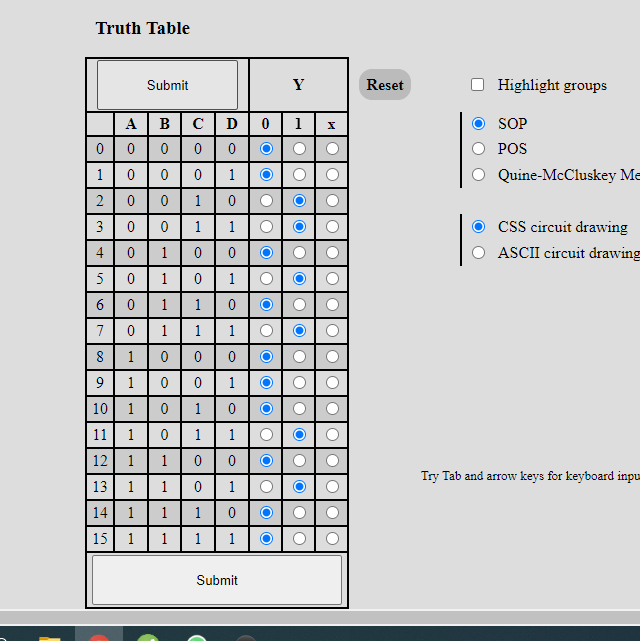 Truth Table
Submit Y Reset Highlight groups
A B C D 0 1 x SOP
0 0 0 0 0 POS
1 0 0 0 1 Quine-McCluskey Me
2 0 0 1 0
3 0 0 1 1 CSS circuit drawing
4 0 1 0 0 ASCII circuit drawing
5 0 1 0 1
6 0 1 1 0
7 0 1 1 1
8 1 0 0 0
9 1 0 0 1
10 1 0 1 0
11 1 0 1 1
12 1 1 0 0
13 1 1 0 1
14 1 1 1 0
15 1 1 1 1
Try Tab and arrow keys for keyboard inpu
Submit